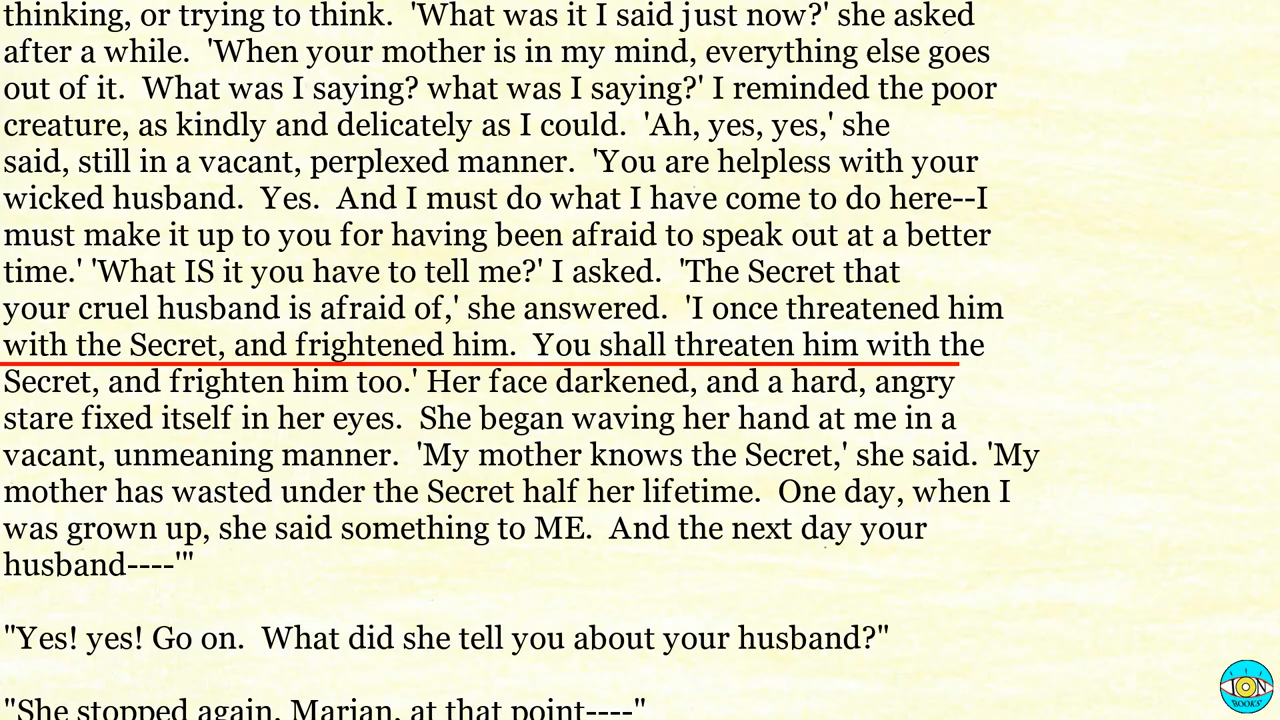 thinking, or trying to think.  'What was it I said just now?' she asked
after a while.  'When your mother is in my mind, everything else goes
out of it.  What was I saying? what was I saying?' I reminded the poor
creature, as kindly and delicately as I could.  'Ah, yes, yes,' she
said, still in a vacant, perplexed manner.  'You are helpless with your
wicked husband.  Yes.  And I must do what I have come to do here--I
must make it up to you for having been afraid to speak out at a better
time.' 'What IS it you have to tell me?' I asked.  'The Secret that
your cruel husband is afraid of,' she answered.  'I once threatened him
with the Secret, and frightened him.  You shall threaten him with the
Secret, and frighten him too.' Her face darkened, and a hard, angry
stare fixed itself in her eyes.  She began waving her hand at me in a
vacant, unmeaning manner.  'My mother knows the Secret,' she said. 'My
mother has wasted under the Secret half her lifetime.  One day, when I
was grown up, she said something to ME.  And the next day your
husband----'"
"Yes! yes! Go on.  What did she tell you about your husband?"
"She stopped again, Marian, at that point----"
ION
BOOKS